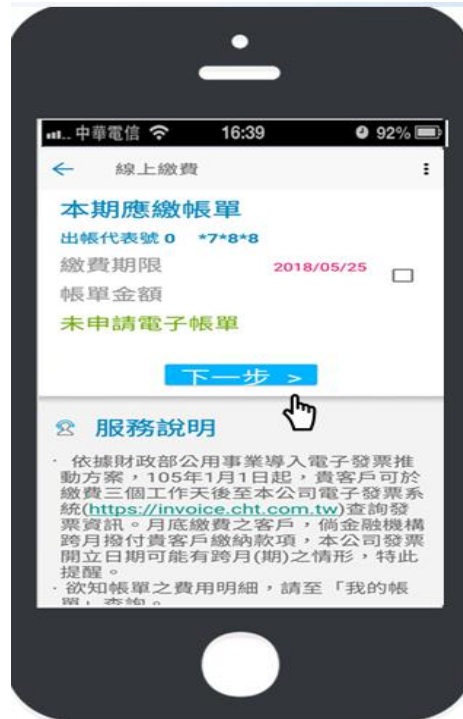 中華電信 16:39 92%
線上繳費
本期應繳帳單
出帳代表號 0 *7*8*8
繳費期限 2018/05/25
帳單金額
未申請電子帳單
下一步 >
服務說明
· 依據財政部公用事業導入電子發票推
動方案，105年1月1日起，貴客戶可於
繳費三個工作天後至本公司電子發票系
統(https://invoice.cht.com.tw)查詢發
票資訊。月底繳費之客戶，倘金融機構
跨月撥付貴客戶繳納款項，本公司發票
開立日期可能有跨月(期)之情形，特此
提醒。
· 欲知帳單之費用明細，請至「我的帳
單」查詢。